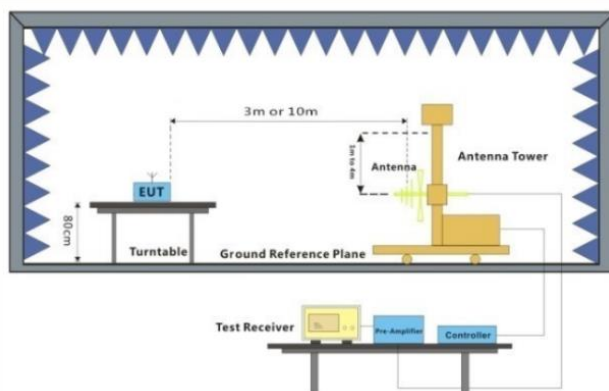 3m or 10m
1m to 4m
Antenna
Antenna Tower
EUT
80cm
Turntable
Ground Reference Plane
Test Receiver
Pre-Amplifier
Controller